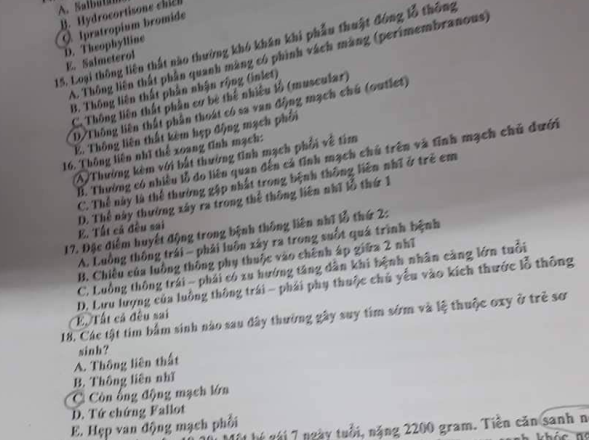 A.
B. Hydrocortisone
C. Ipratropium bromide
D. Theophylline
E. Salmeterol
15. Loại thông liên thất nào thường khó khăn khi phẫu thuật đóng lỗ thông
A. Thông liên thất phần quanh màng có phình vách màng (perimembranous)
B. Thông liên thất phần nhận rộng (inlet)
C. Thông liên thất phần cơ bè thể nhiều lỗ (muscular)
D. Thông liên thất phần thoát có sa van động mạch chủ (outlet)
E. Thông liên thất kèm hẹp động mạch phổi
16. Thông liên nhĩ thể xoang tĩnh mạch:
A. Thường kèm với bất thường tĩnh mạch phổi về tim
B. Thường có nhiều lỗ do liên quan đến cả tĩnh mạch chủ trên và tĩnh mạch chủ dưới
C. Thể này là thể thường gặp nhất trong bệnh thông liên nhĩ ở trẻ em
D. Thể này thường xảy ra trong thể thông liên nhĩ lỗ thứ 1
E. Tất cả đều sai
17. Đặc điểm huyết động trong bệnh thông liên nhĩ lỗ thứ 2:
A. Luồng thông trái – phải luôn xảy ra trong suốt quá trình bệnh
B. Chiều của luồng thông phụ thuộc vào chênh áp giữa 2 nhĩ
C. Luồng thông trái – phải có xu hướng tăng dần khi bệnh nhân càng lớn tuổi
D. Lưu lượng của luồng thông trái – phải phụ thuộc chủ yếu vào kích thước lỗ thông
E. Tất cả đều sai
18. Các tật tim bẩm sinh nào sau đây thường gây suy tim sớm và lệ thuộc oxy ở trẻ sơ
sinh?
A. Thông liên thất
B. Thông liên nhĩ
C. Còn ống động mạch lớn
D. Tứ chứng Fallot
E. Hẹp van động mạch phổi
Một bé gái 7 ngày tuổi, nặng 2200 gram. Tiền căn sanh
khóc